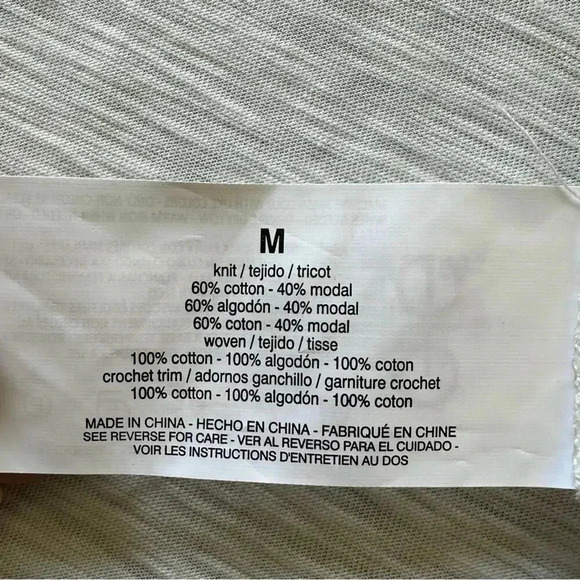 M
knit / tejido / tricot
60% cotton - 40% modal
60% algodón - 40% modal
60% coton - 40% modal
woven / tejido / tisse
100% cotton - 100% algodón - 100% coton
crochet trim / adornos ganchillo / garniture crochet
100% cotton - 100% algodón - 100% coton
MADE IN CHINA - HECHO EN CHINA - FABRIQUÉ EN CHINE
SEE REVERSE FOR CARE - VER AL REVERSO PARA EL CUIDADO -
VOIR LES INSTRUCTIONS D'ENTRETIEN AU DOS